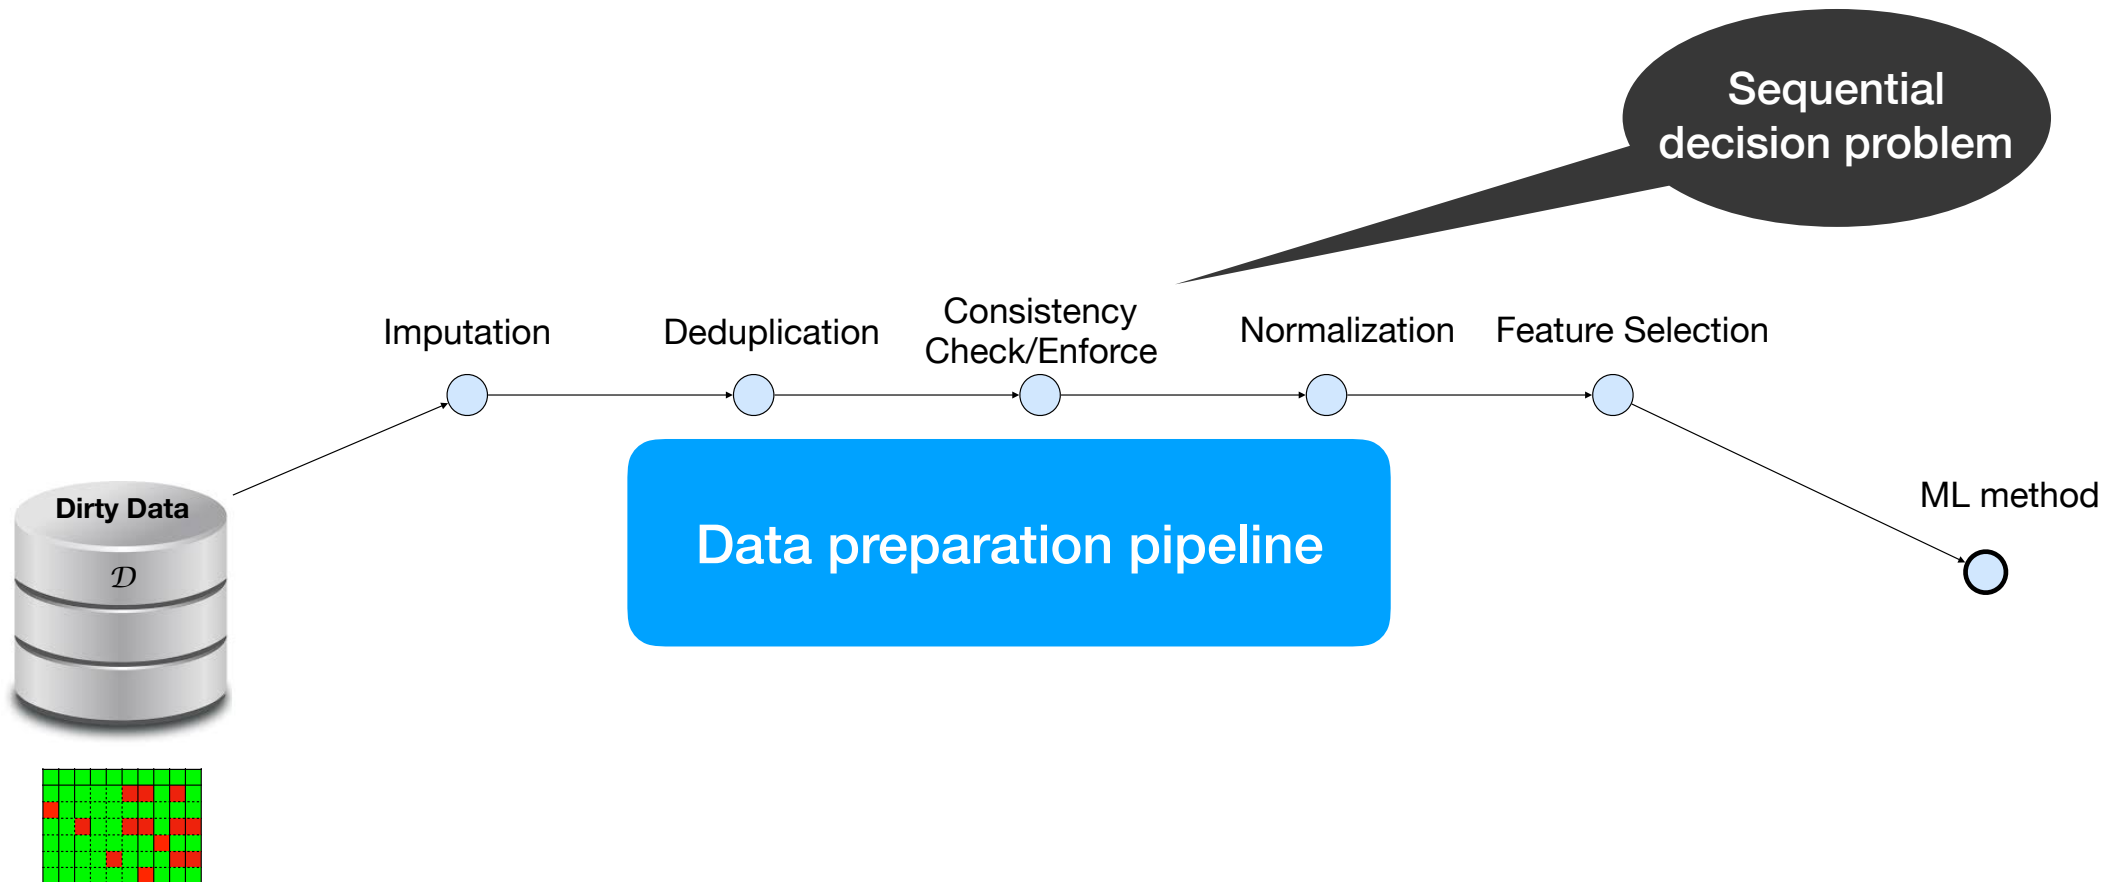 Sequential
decision problem
Imputation
Deduplication
Consistency
Check/Enforce
Normalization
Feature Selection
Dirty Data
𝒟
Data preparation pipeline
ML method